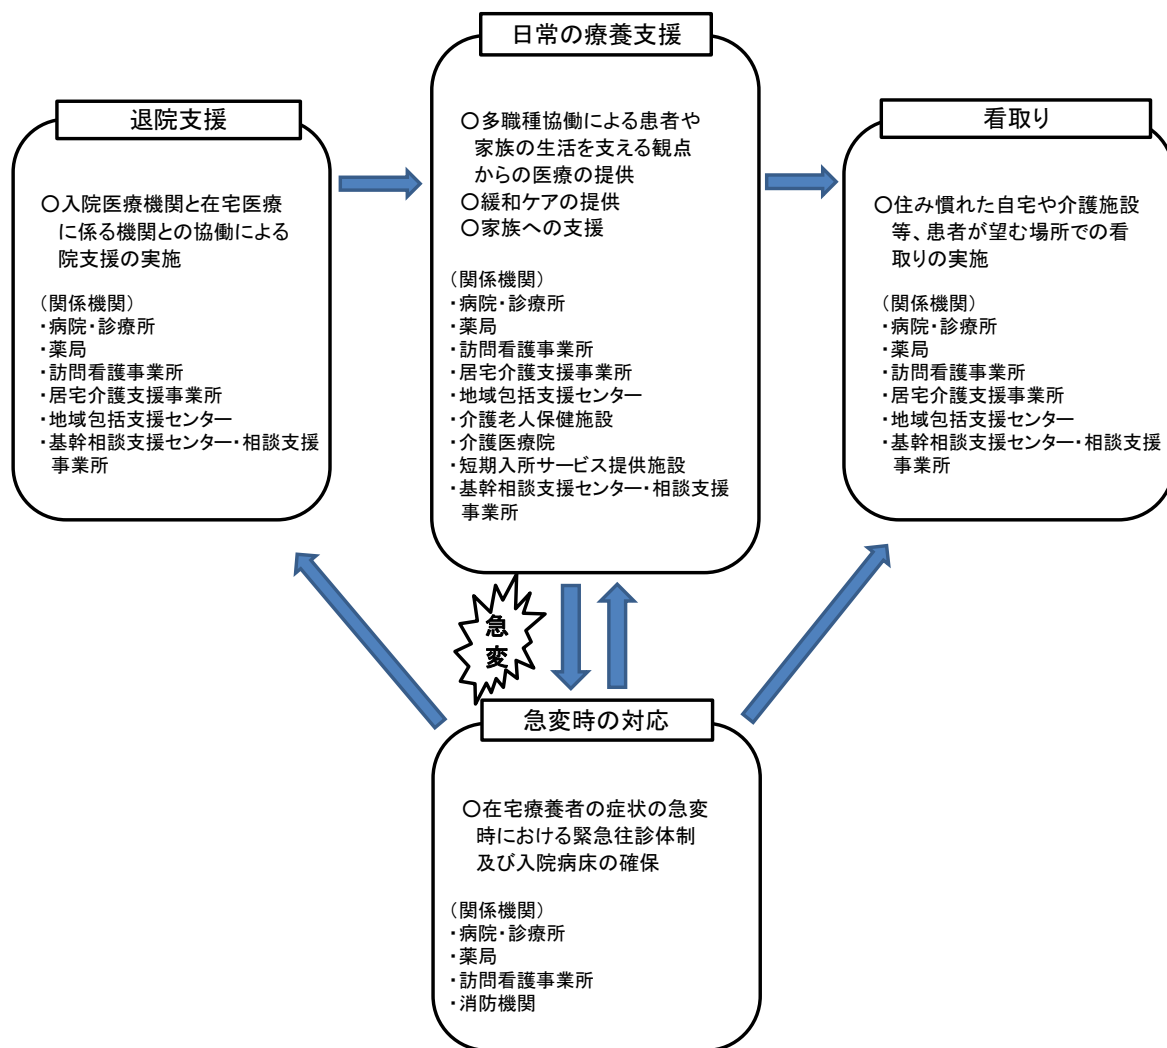 退院支援
○入院医療機関と在宅医療
に係る機関との協働による
院支援の実施
(関係機関)
・病院・診療所
・薬局
・訪問看護事業所
・居宅介護支援事業所
・地域包括支援センター
・基幹相談支援センター・相談支援
事業所
日常の療養支援
○多職種協働による患者や
家族の生活を支える観点
からの医療の提供
○緩和ケアの提供
○家族への支援
(関係機関)
・病院・診療所
・薬局
・訪問看護事業所
・居宅介護支援事業所
・地域包括支援センター
・介護老人保健施設
・介護医療院
・短期入所サービス提供施設
・基幹相談支援センター・相談支援
事業所
看取り
○住み慣れた自宅や介護施設
等、患者が望む場所での看
取りの実施
(関係機関)
・病院・診療所
・薬局
・訪問看護事業所
・居宅介護支援事業所
・地域包括支援センター
・基幹相談支援センター・相談支援
事業所
急変
急変時の対応
○在宅療養者の症状の急変
時における緊急往診体制
及び入院病床の確保
(関係機関)
・病院・診療所
・薬局
・訪問看護事業所
・消防機関